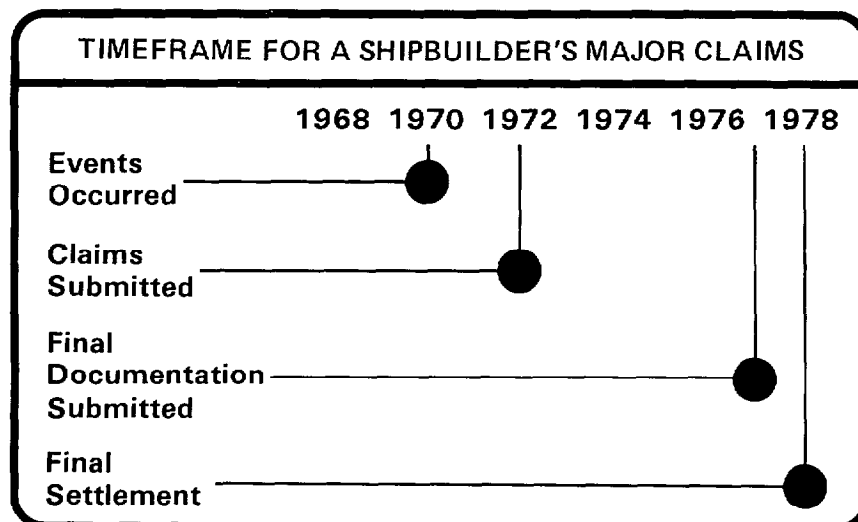 TIMEFRAME FOR A SHIPBUILDER'S MAJOR CLAIMS
1968 1970 1972 1974 1976 1978
Events
Occurred
Claims
Submitted
Final
Documentation
Submitted
Final
Settlement